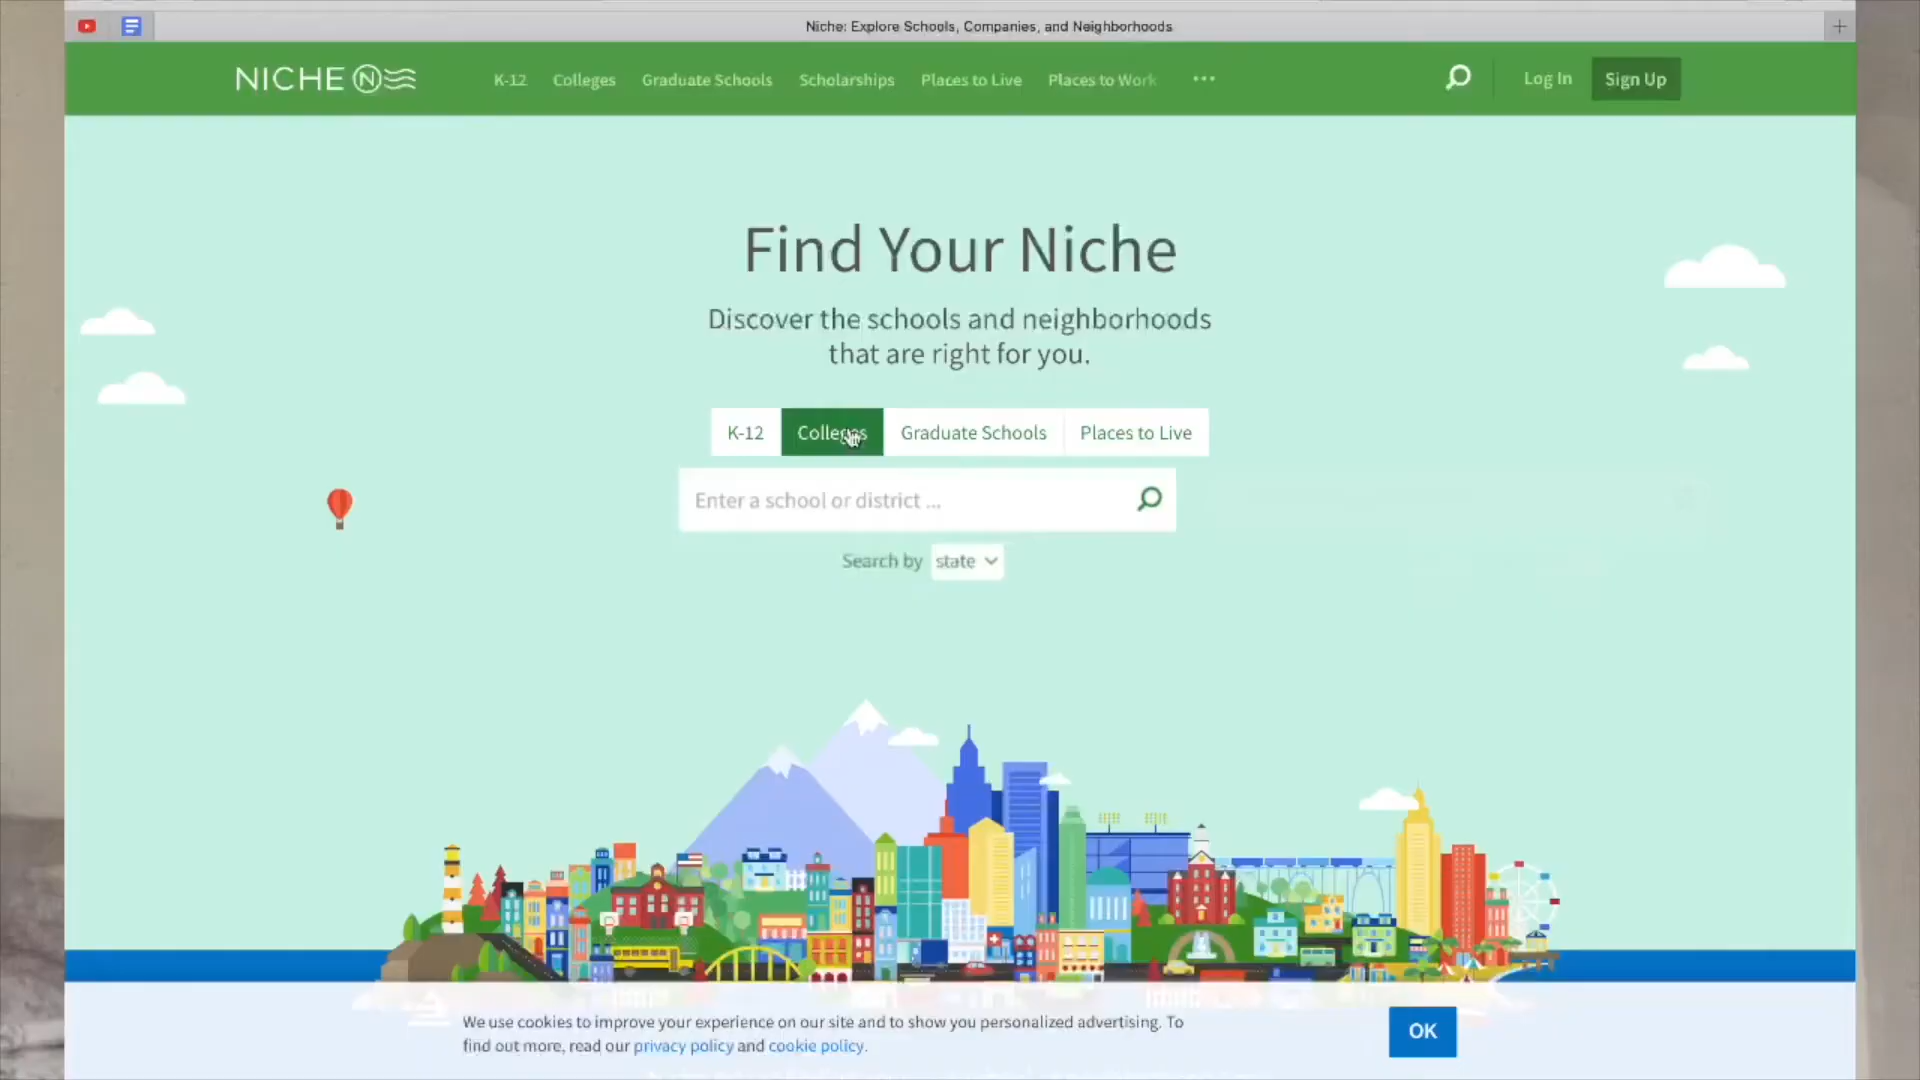 Niche: Explore Schools, Companies, and Neighborhoods
NICHE N
K-12 Colleges Graduate Schools Scholarships Places to Live Places to Work ...
Log In Sign Up
Find Your Niche
Discover the schools and neighborhoods
that are right for you.
K-12 Colleges Graduate Schools Places to Live
Enter a school or district ...
Search by state
We use cookies to improve your experience on our site and to show you personalized advertising. To
find out more, read our privacy policy and cookie policy.
OK